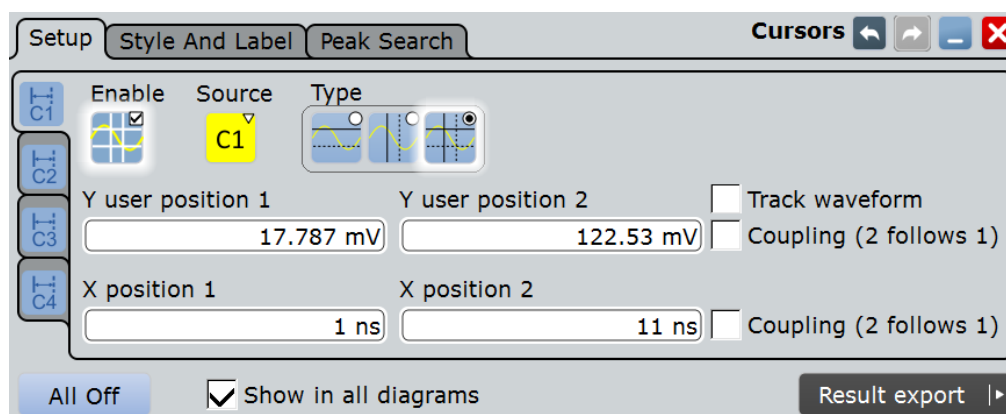 Setup Style And Label Peak Search Cursors
C1 Enable Source Type
C1
C2
Y user position 1 Y user position 2 Track waveform
C3 17.787 mV 122.53 mV Coupling (2 follows 1)
C4 X position 1 X position 2
1 ns 11 ns Coupling (2 follows 1)
All Off Show in all diagrams Result export